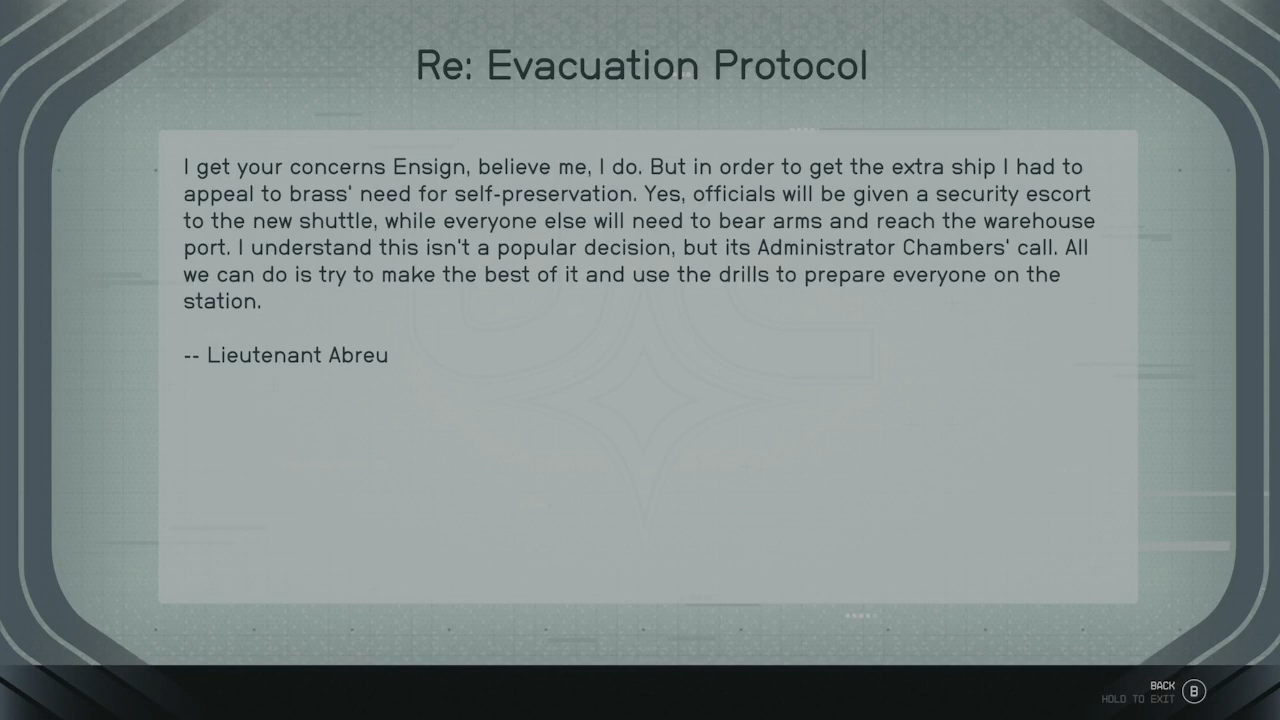 Re: Evacuation Protocol
I get your concerns Ensign, believe me, I do. But in order to get the extra ship I had to
appeal to brass' need for self-preservation. Yes, officials will be given a security escort
to the new shuttle, while everyone else will need to bear arms and reach the warehouse
port. I understand this isn't a popular decision, but its Administrator Chambers' call. All
we can do is try to make the best of it and use the drills to prepare everyone on the
station.
-- Lieutenant Abreu
BACK
HOLD TO EXIT
B